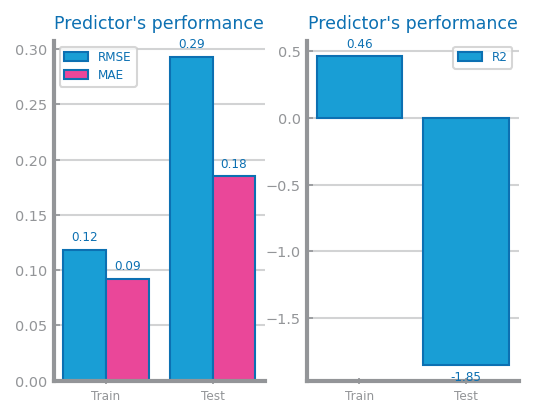 Predictor's performance
0.30
0.25
0.20
0.15
0.10
0.05
0.00
RMSE
MAE
0.12
0.09
0.29
0.18
Train
Test
Predictor's performance
0.5
0.0
−0.5
−1.0
−1.5
R2
0.46
-1.85
Train
Test